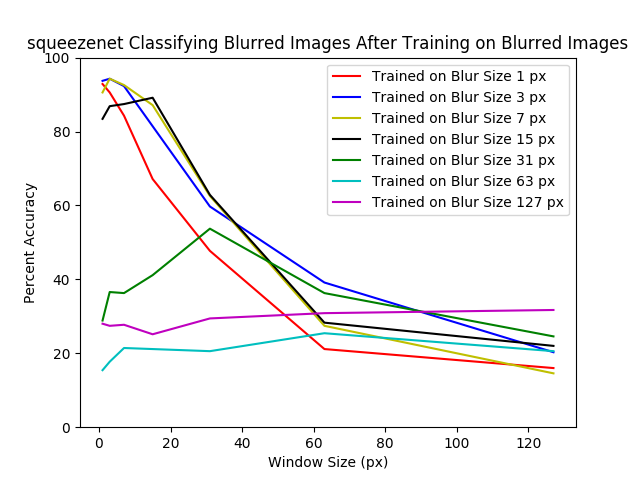 squeezenet Classifying Blurred Images After Training on Blurred Images
Percent Accuracy
100
80
60
40
20
0
Trained on Blur Size 1 px
Trained on Blur Size 3 px
Trained on Blur Size 7 px
Trained on Blur Size 15 px
Trained on Blur Size 31 px
Trained on Blur Size 63 px
Trained on Blur Size 127 px
0 20 40 60 80 100 120
Window Size (px)